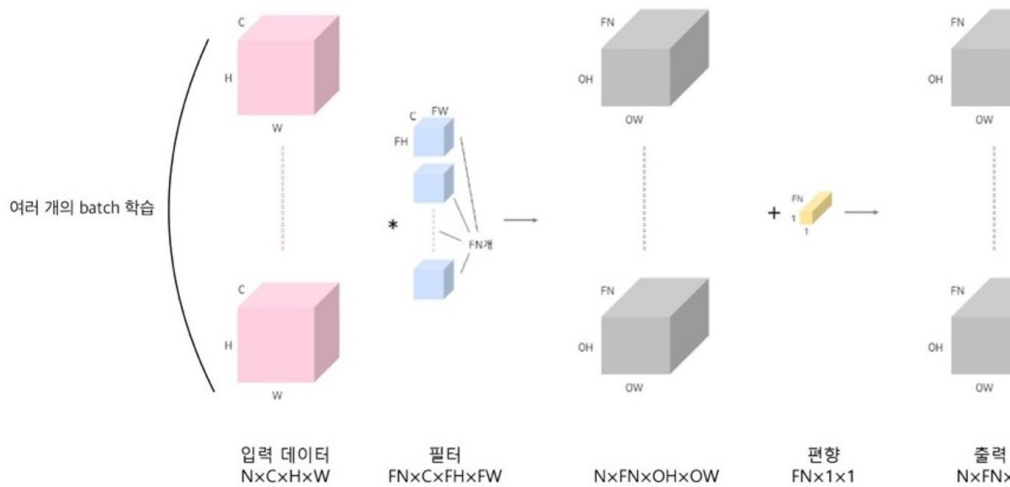 C
H
W
여러 개의 batch 학습
C
H
W
*
C
FW
FH
FN개
FN
OH
OW
FN
OH
OW
+
FN
1
1
FN
OH
OW
FN
OH
OW
입력 데이터
N×C×H×W
필터
FN×C×FH×FW
N×FN×OH×OW
편향
FN×1×1
출력
N×FN×